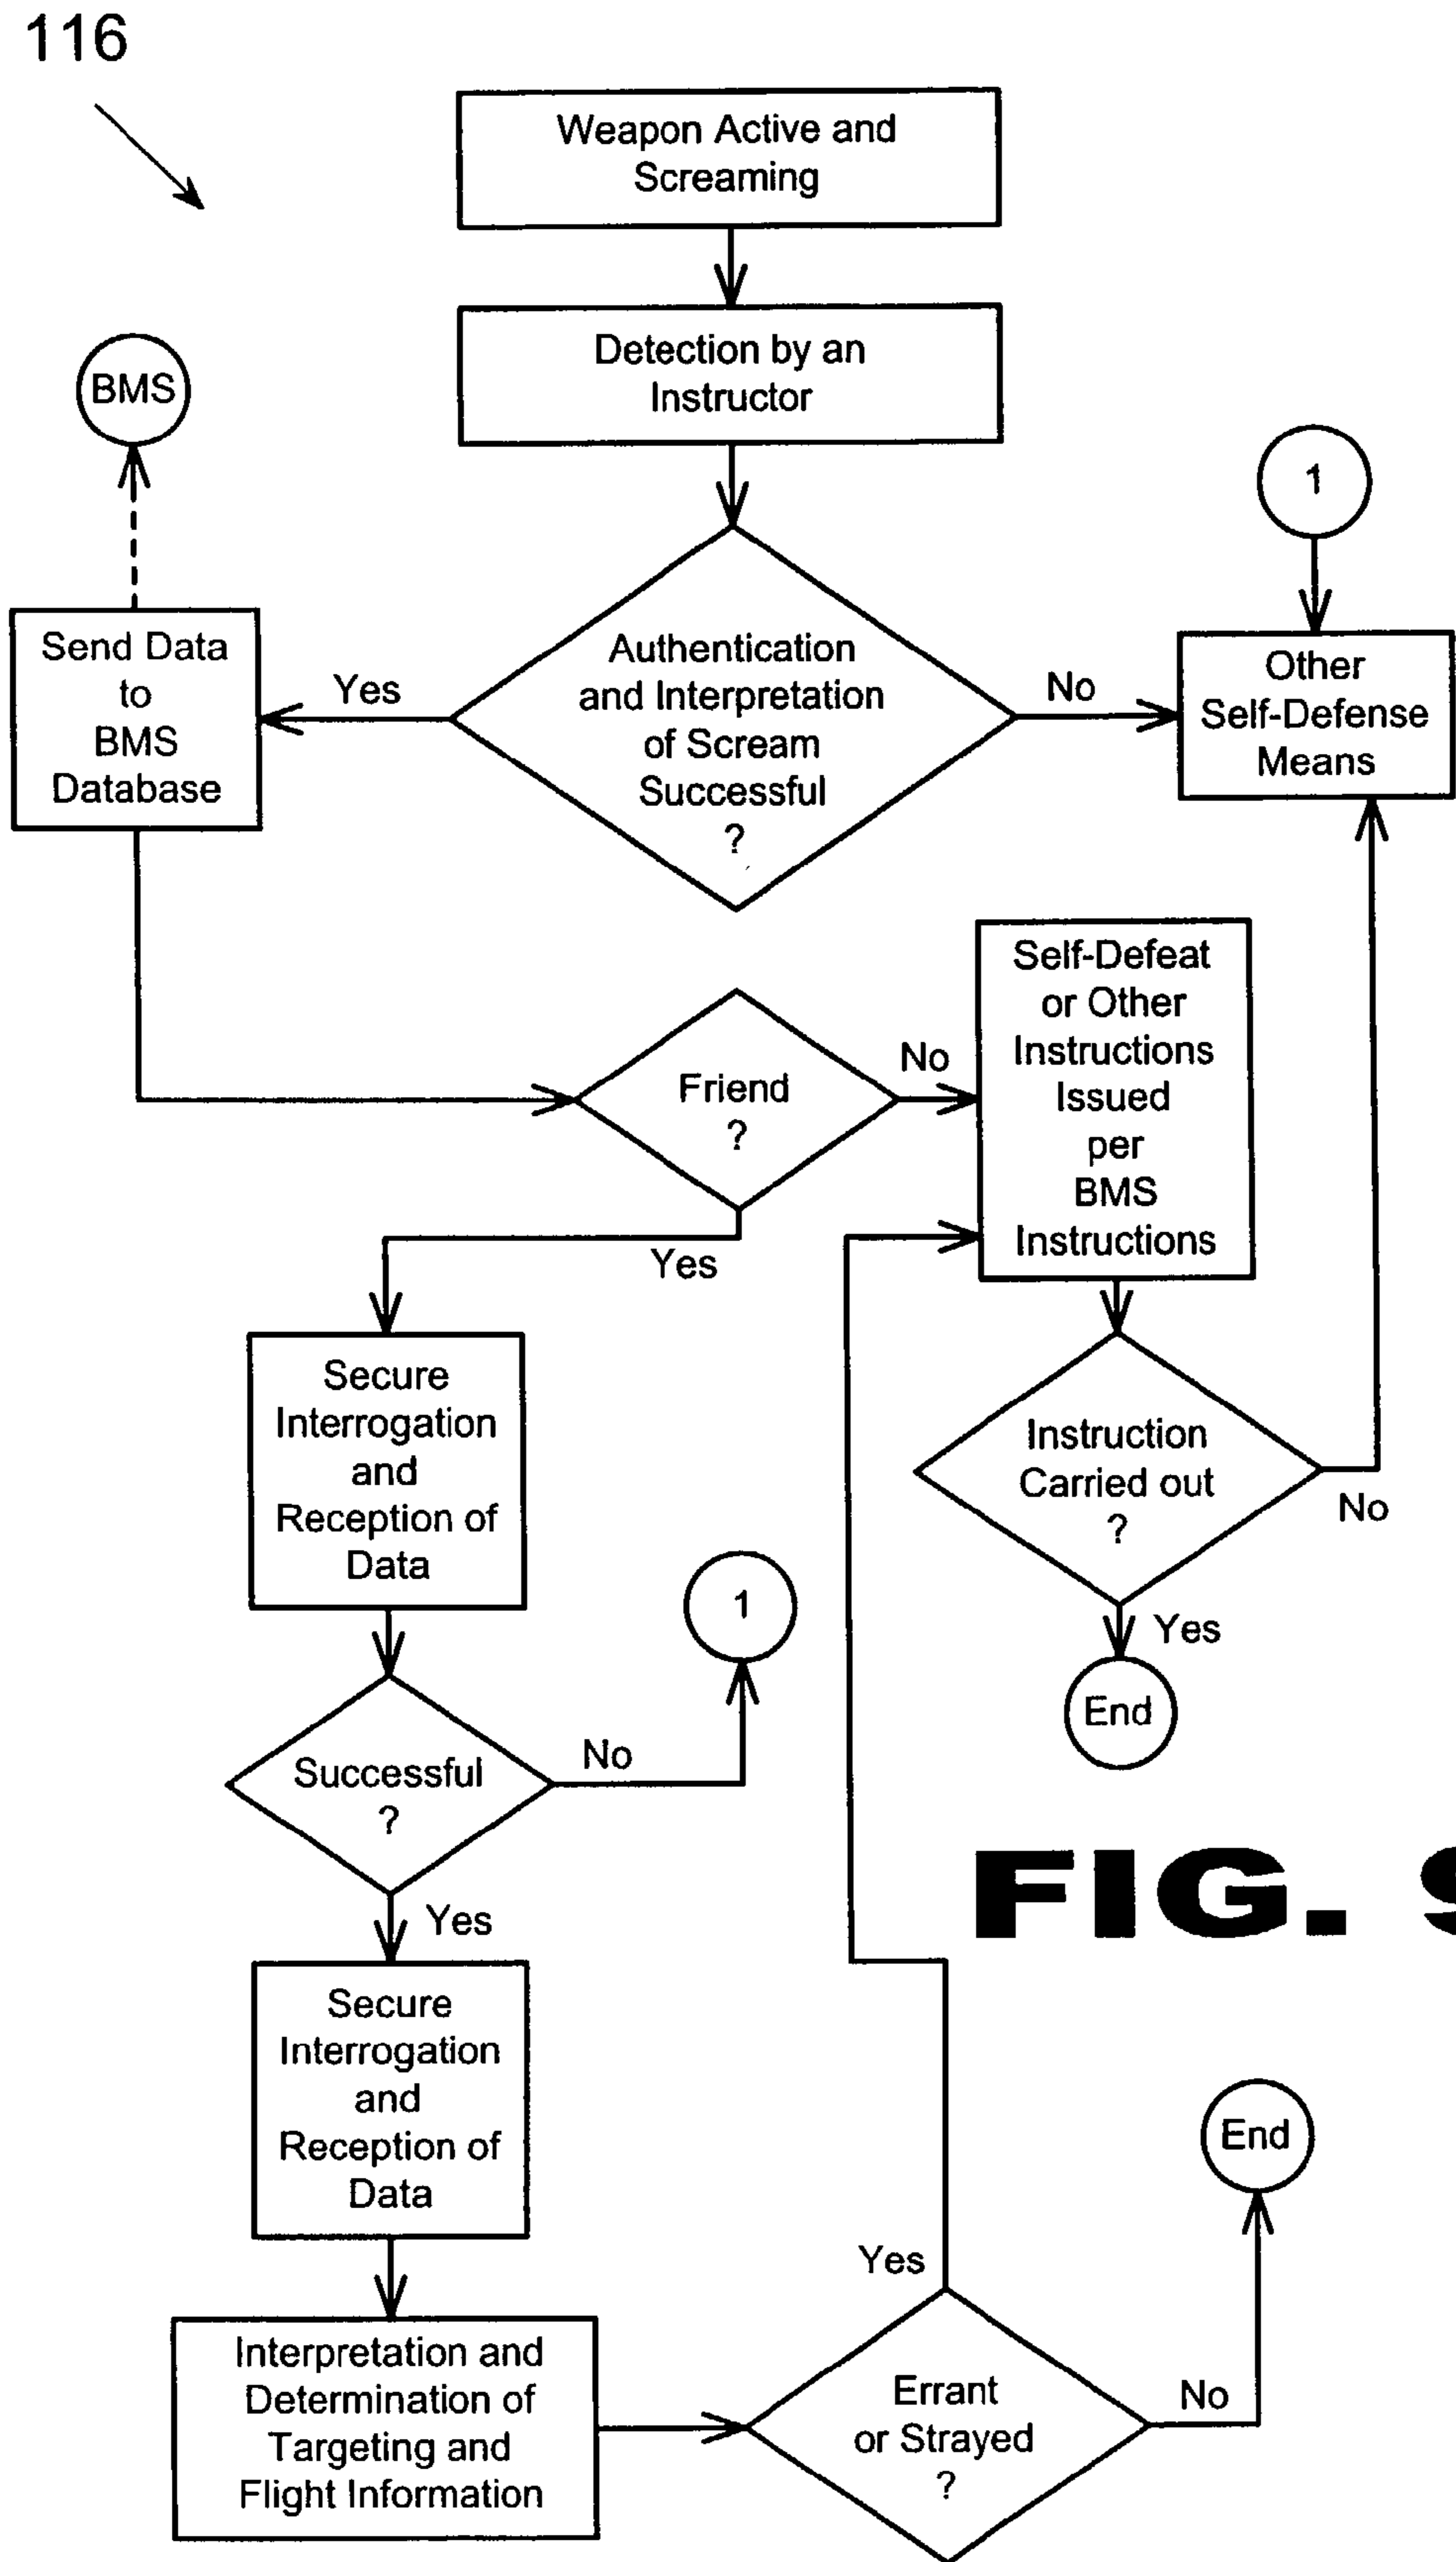 116
Weapon Active and
Screaming
Detection by an
Instructor
BMS
1
Authentication
and Interpretation
of Scream
Successful
?
Yes
No
Send Data
to
BMS
Database
Other
Self-Defense
Means
Friend
?
No
Yes
Self-Defeat
or Other
Instructions
Issued
per
BMS
Instructions
Secure
Interrogation
and
Reception of
Data
Instruction
Carried out
?
No
Yes
End
1
Successful
?
No
Yes
FIG.
Secure
Interrogation
and
Reception of
Data
Interpretation and
Determination of
Targeting and
Flight Information
Errant
or Strayed
?
Yes
No
End